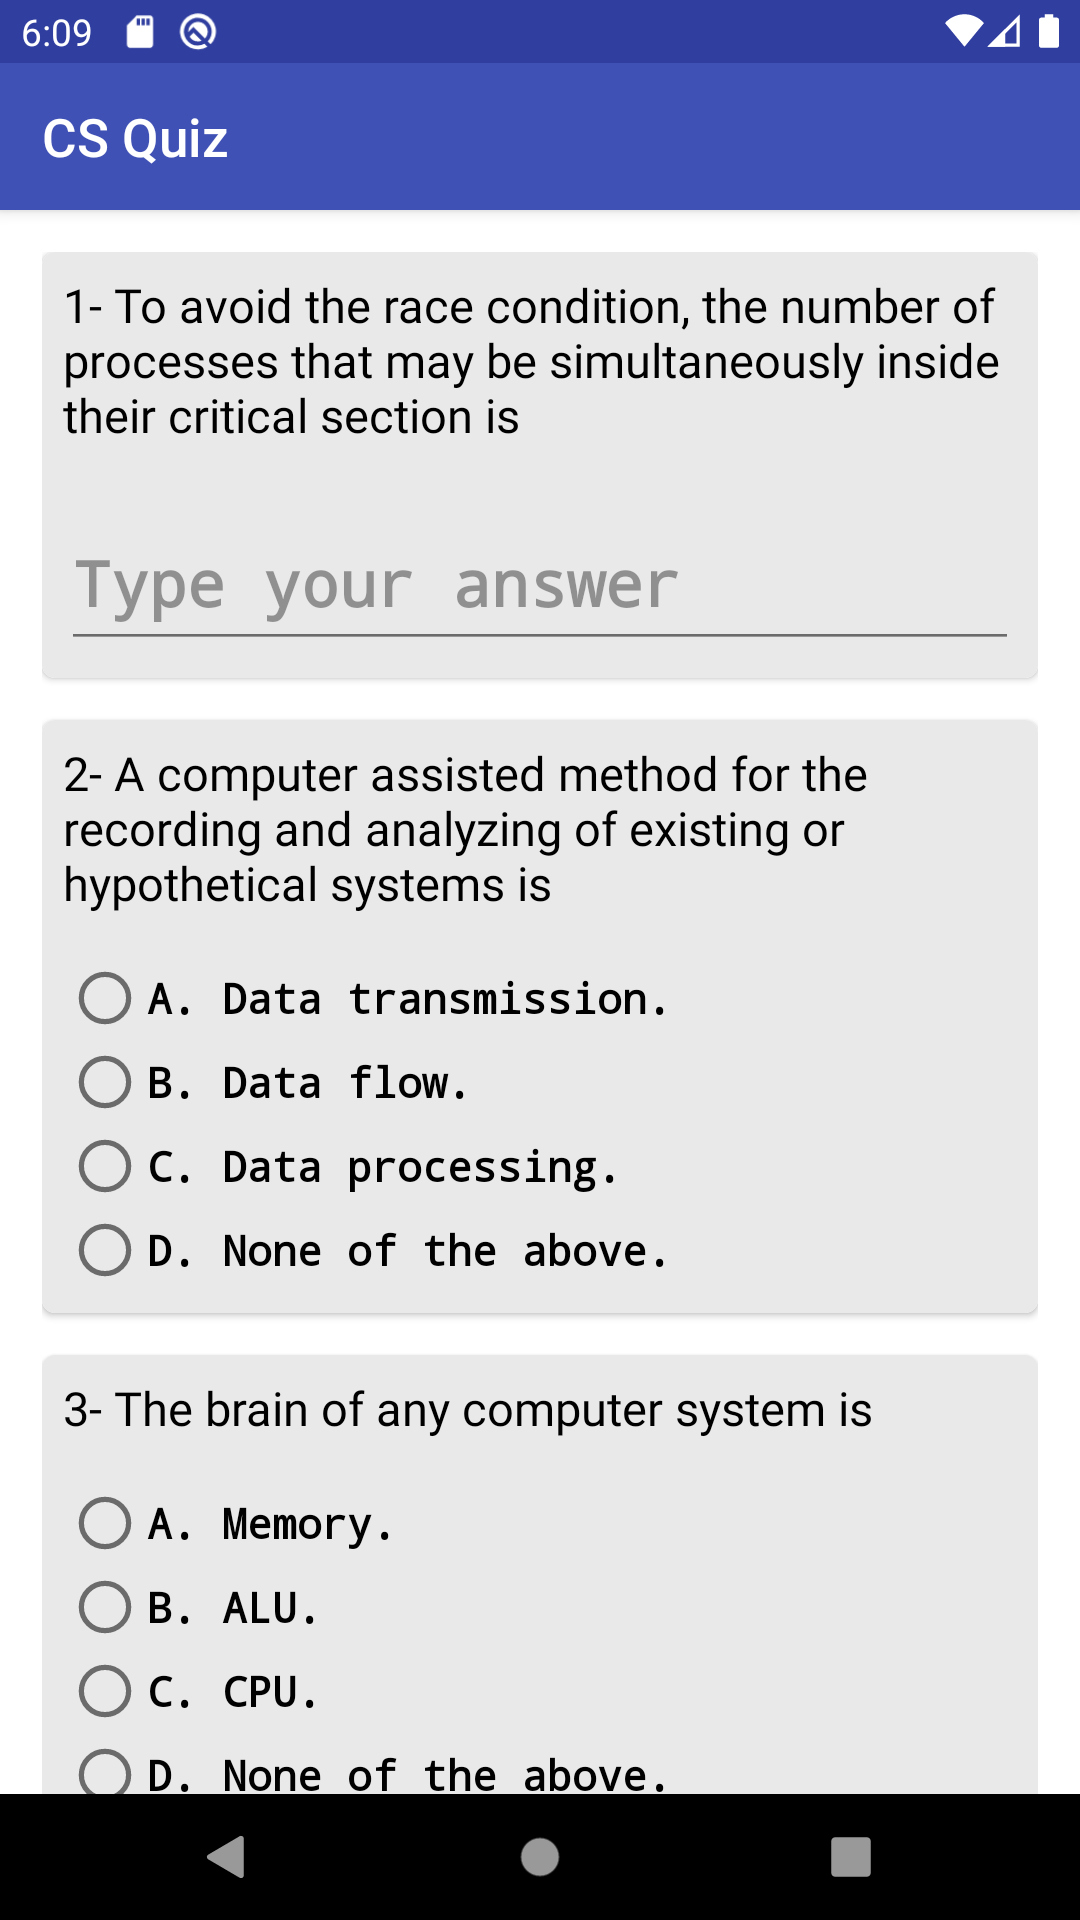 6:09
CS Quiz
1- To avoid the race condition, the number of
processes that may be simultaneously inside
their critical section is
Type your answer
2- A computer assisted method for the
recording and analyzing of existing or
hypothetical systems is
A. Data transmission.
B. Data flow.
C. Data processing.
D. None of the above.
3- The brain of any computer system is
A. Memory.
B. ALU.
C. CPU.
D. None of the above.